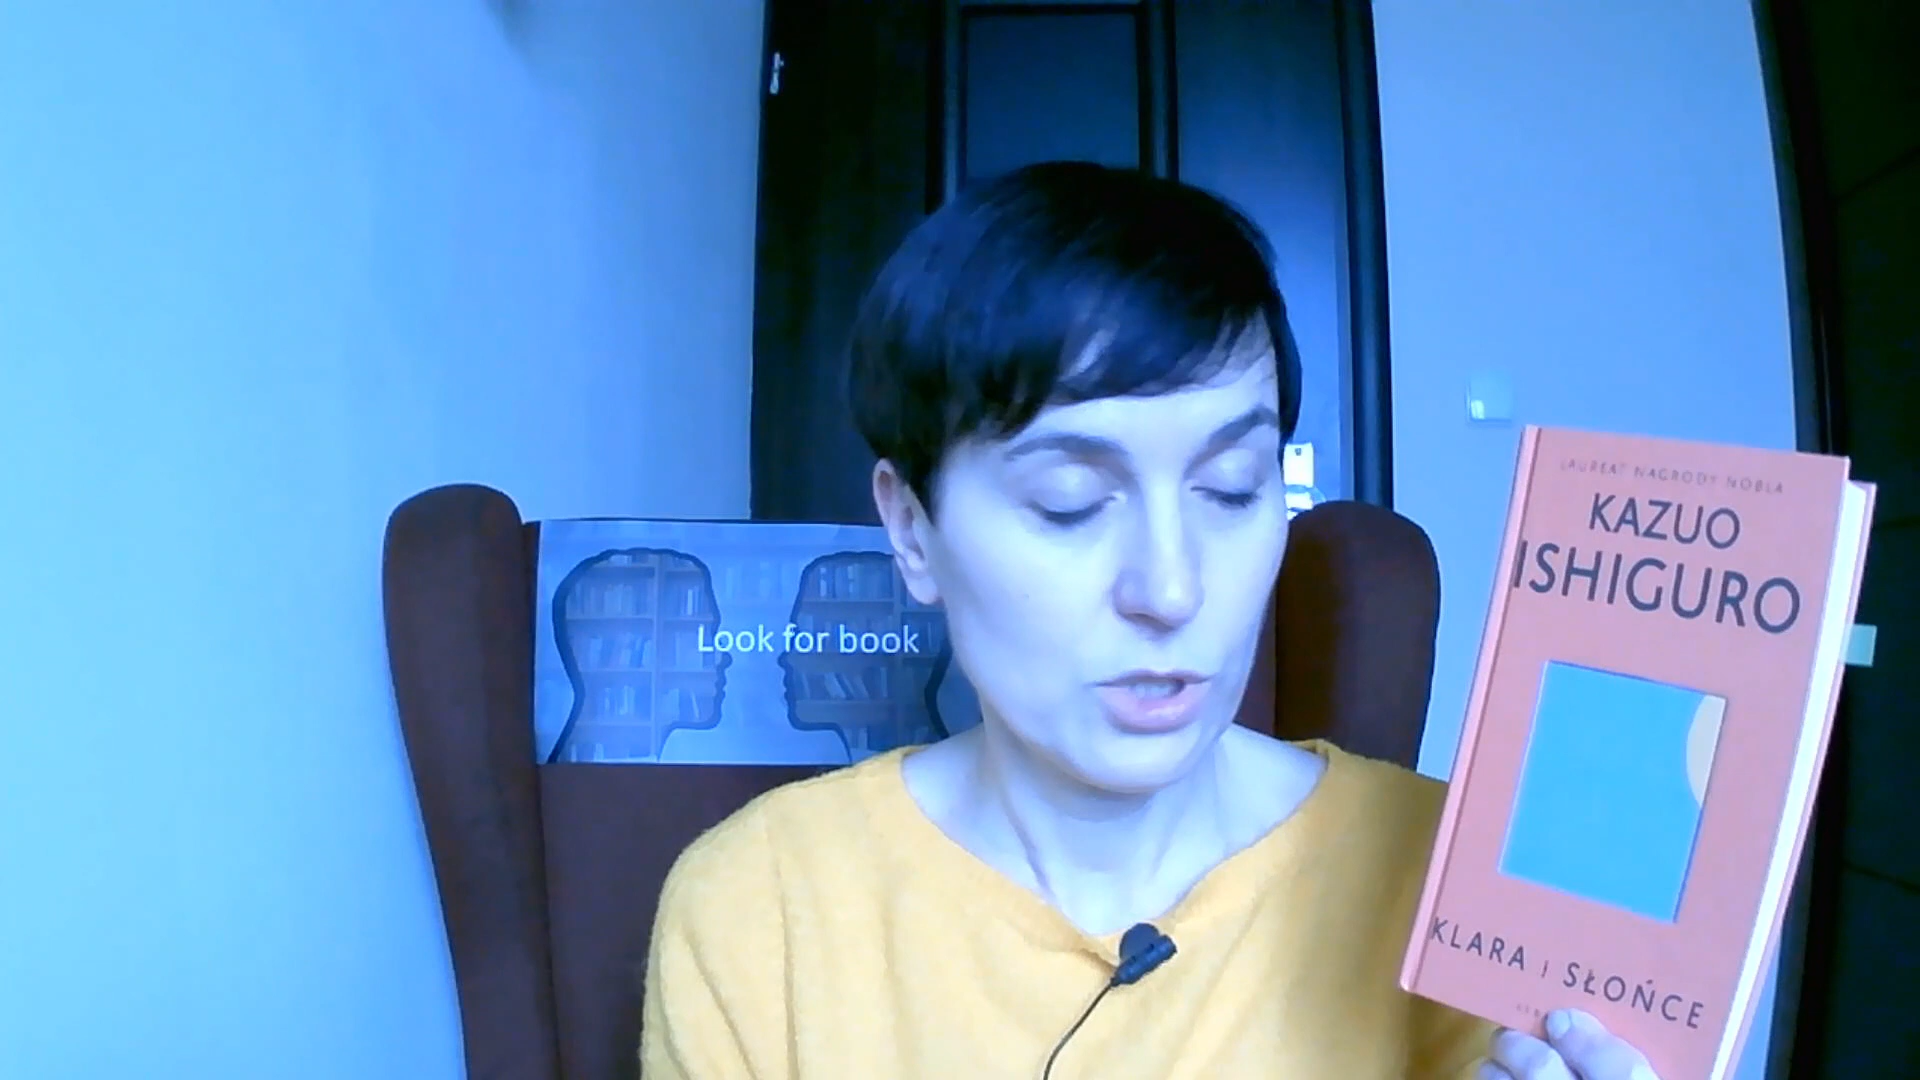 Look for book
LAUREAT NAGRODY NOBLA
KAZUO
ISHIGURO
KLARA i SŁOŃCE